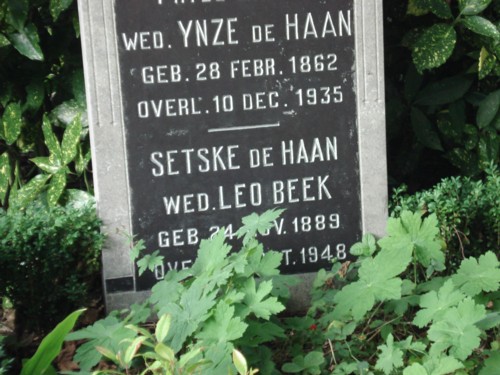 WED. YNZE DE HAAN
GEB. 28 FEBR. 1862
OVERL. 10 DEC. 1935
SETSKE DE HAAN
WED. LEO BEEK
GEB. 24 1889
1948